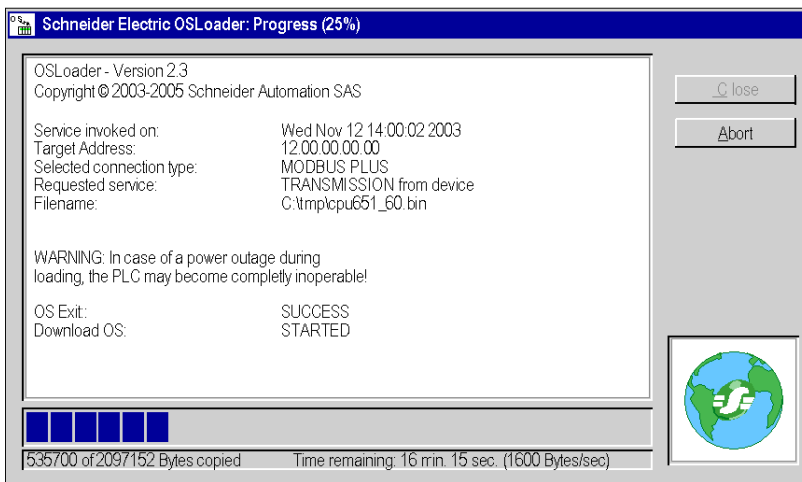 Schneider Electric OSLoader: Progress (25%)
OSLoader - Version 2.3
Copyright © 2003-2005 Schneider Automation SAS
Service invoked on: Wed Nov 12 14:00:02 2003
Target Address: 12.00.00.00.00
Selected connection type: MODBUS PLUS
Requested service: TRANSMISSION from device
Filename: C:\tmp\cpu651_60.bin
WARNING: In case of a power outage during
loading, the PLC may become completly inoperable!
OS Exit: SUCCESS
Download OS: STARTED
Close
Abort
535700 of 2097152 Bytes copied Time remaining: 16 min. 15 sec. (1600 Bytes/sec)